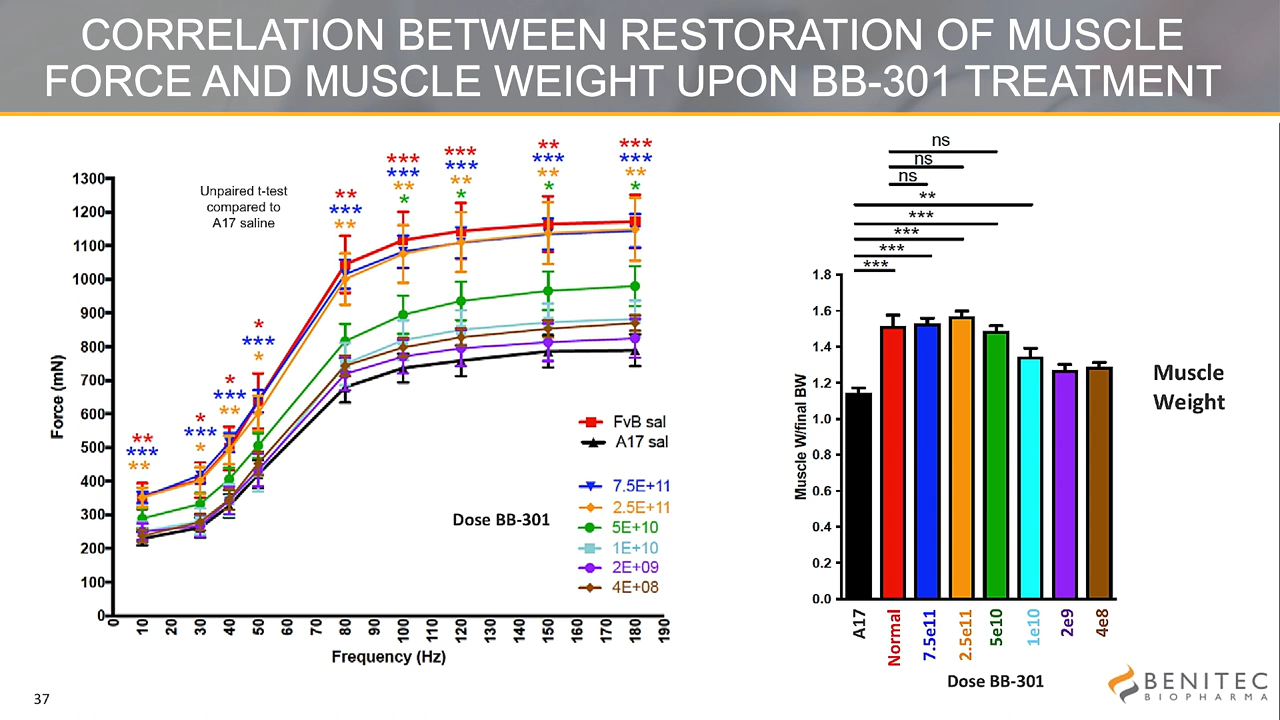 CORRELATION BETWEEN RESTORATION OF MUSCLE
FORCE AND MUSCLE WEIGHT UPON BB-301 TREATMENT
Unpaired t-test
compared to
A17 saline
*** *** ** ***
*** *** *** ***
** ** ** **
* * * *
**
***
**
*
***
*
*
***
**
*
***
*
**
***
**
Force (mN)
1300
1200
1100
1000
900
800
700
600
500
400
300
200
100
0
0 10 20 30 40 50 60 70 80 90 100 110 120 130 140 150 160 170 180 190
Frequency (Hz)
FvB sal
A17 sal
Dose BB-301
7.5E+11
2.5E+11
5E+10
1E+10
2E+09
4E+08
ns
ns
ns
**
***
***
***
***
Muscle W/final BW
1.8
1.6
1.4
1.2
1.0
0.8
0.6
0.4
0.2
0.0
A17 Normal 7.5e11 2.5e11 5e10 1e10 2e9 4e8
Dose BB-301
Muscle
Weight
37
BENITEC
BIOPHARMA